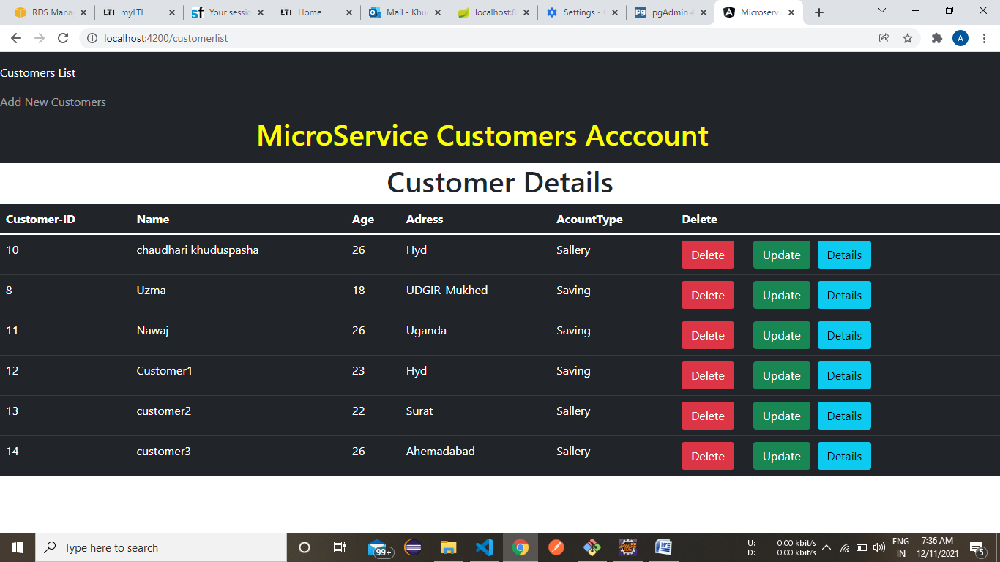 RDS Mana
LTI myLTI
sf Your sessic
LTI Home
Mail - Khu
localhost:8
Settings -
pgAdmin 4
Microservi
localhost:4200/customerlist
A
Customers List
Add New Customers
MicroService Customers Acccount
Customer Details
Customer-ID Name Age Adress AcountType Delete
10 chaudhari khuduspasha 26 Hyd Sallery Delete Update Details
8 Uzma 18 UDGIR-Mukhed Saving Delete Update Details
11 Nawaj 26 Uganda Saving Delete Update Details
12 Customer1 23 Hyd Saving Delete Update Details
13 customer2 22 Surat Sallery Delete Update Details
14 customer3 26 Ahemadabad Sallery Delete Update Details
Type here to search
99+
U: 0.00 kbit/s
D: 0.00 kbit/s
ENG
IN
7:36 AM
12/11/2021
5